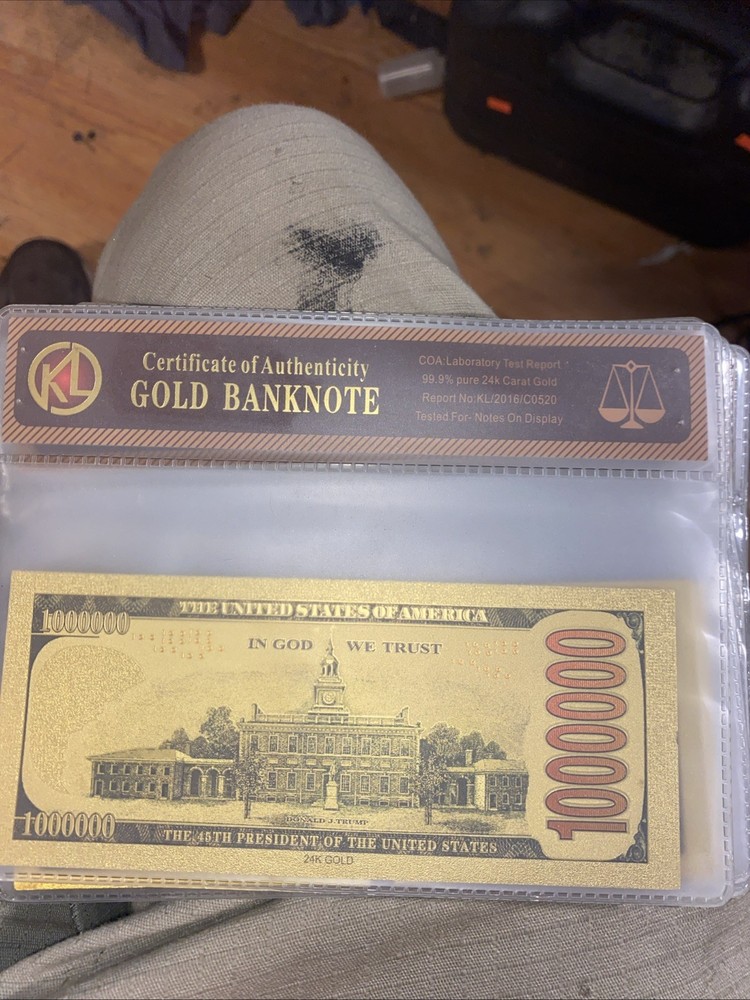 KL
Certificate of Authenticity
GOLD BANKNOTE
COA:Laboratory Test Report
99.9% pure 24k Carat Gold
Report No:KL/2016/C0520
Tested For- Notes On Display
THE UNITED STATES OF AMERICA
1000000
IN GOD WE TRUST
1000000
1000000
DONALD J. TRUMP
THE 45TH PRESIDENT OF THE UNITED STATES
24K GOLD